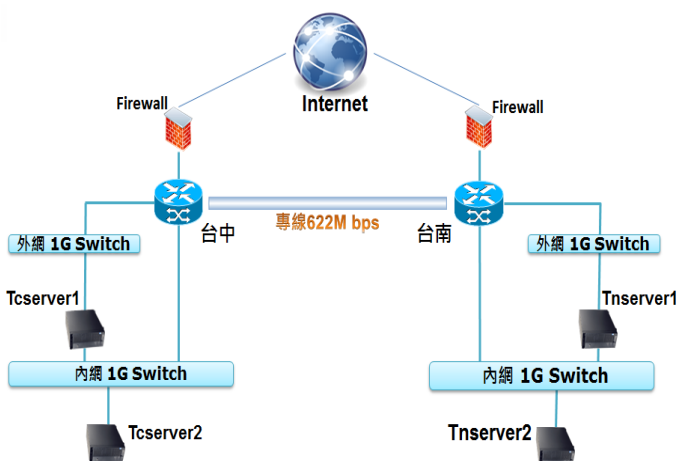 Internet
Firewall
Firewall
專線622M bps
台中
台南
外網 1G Switch
外網 1G Switch
Tcserver1
Tnserver1
內網 1G Switch
內網 1G Switch
Tcserver2
Tnserver2